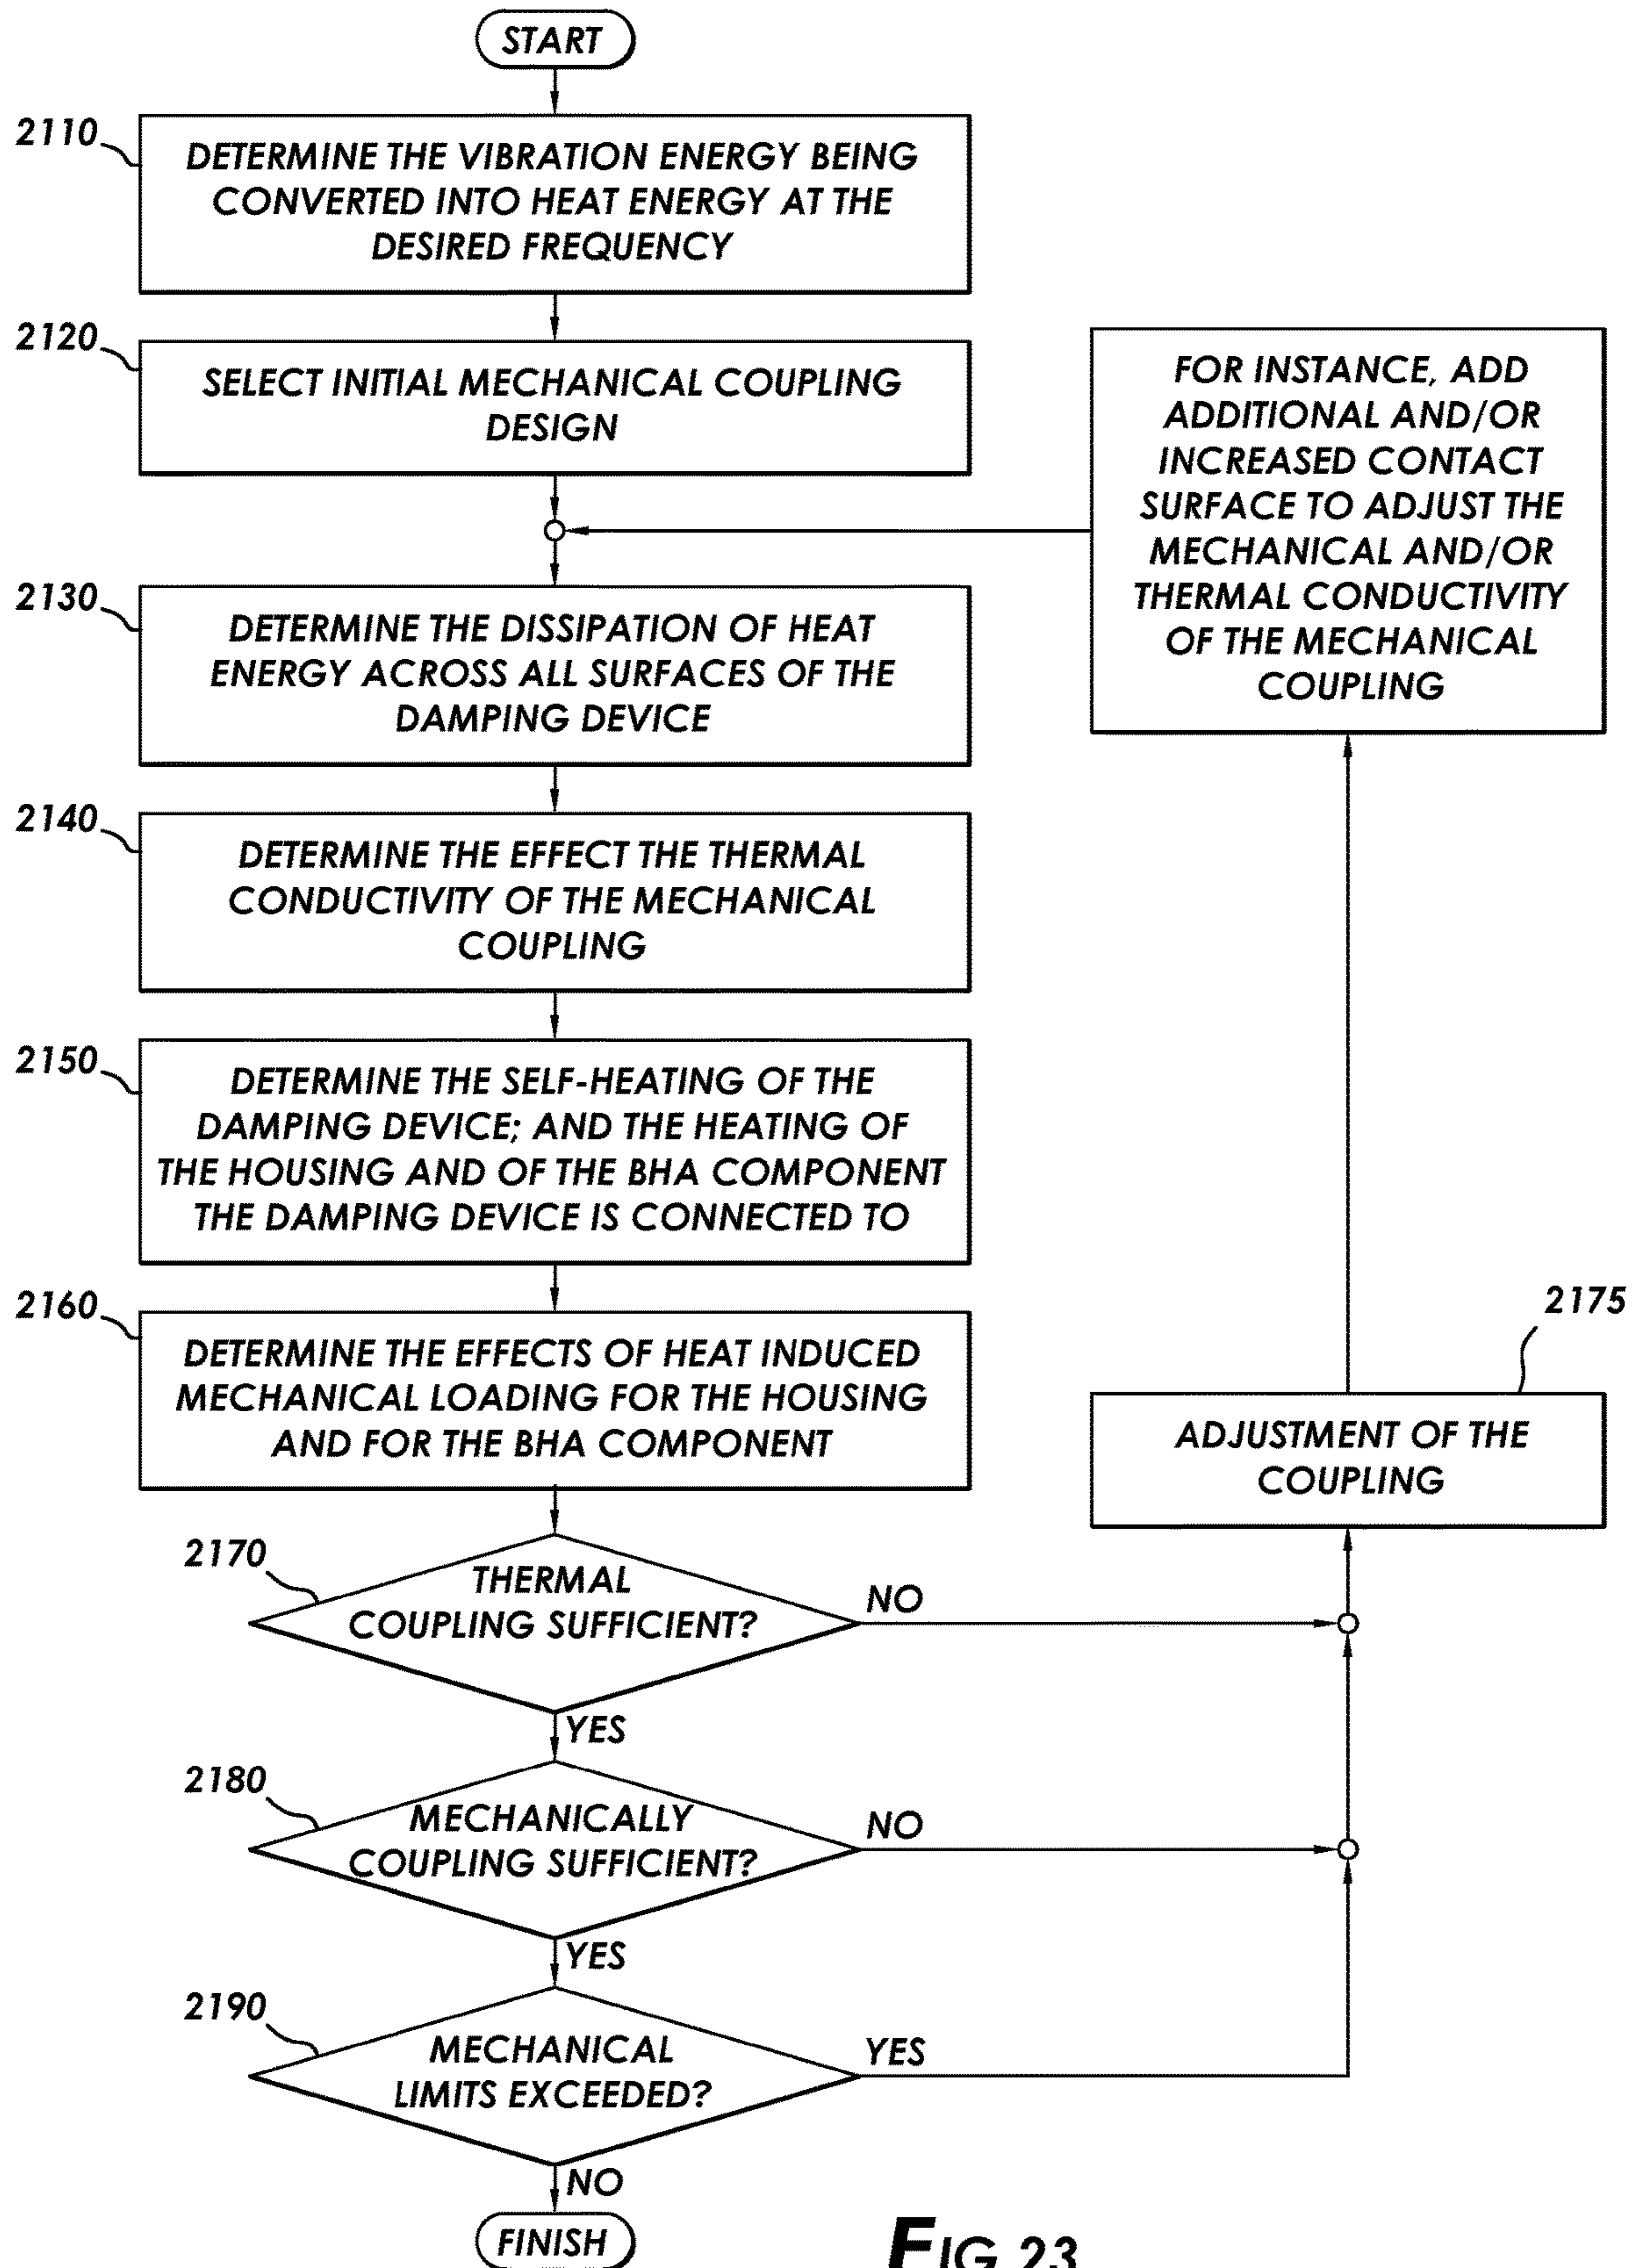 START
2110
DETERMINE THE VIBRATION ENERGY BEING
CONVERTED INTO HEAT ENERGY AT THE
DESIRED FREQUENCY
2120
SELECT INITIAL MECHANICAL COUPLING
DESIGN
FOR INSTANCE, ADD
ADDITIONAL AND/OR
INCREASED CONTACT
SURFACE TO ADJUST THE
MECHANICAL AND/OR
THERMAL CONDUCTIVITY
OF THE MECHANICAL
COUPLING
2130
DETERMINE THE DISSIPATION OF HEAT
ENERGY ACROSS ALL SURFACES OF THE
DAMPING DEVICE
2140
DETERMINE THE EFFECT THE THERMAL
CONDUCTIVITY OF THE MECHANICAL
COUPLING
2150
DETERMINE THE SELF-HEATING OF THE
DAMPING DEVICE; AND THE HEATING OF
THE HOUSING AND OF THE BHA COMPONENT
THE DAMPING DEVICE IS CONNECTED TO
2160
DETERMINE THE EFFECTS OF HEAT INDUCED
MECHANICAL LOADING FOR THE HOUSING
AND FOR THE BHA COMPONENT
2175
ADJUSTMENT OF THE
COUPLING
2170
THERMAL
COUPLING SUFFICIENT?
NO
YES
2180
MECHANICALLY
COUPLING SUFFICIENT?
NO
YES
2190
MECHANICAL
LIMITS EXCEEDED?
YES
NO
FINISH
FIG.23